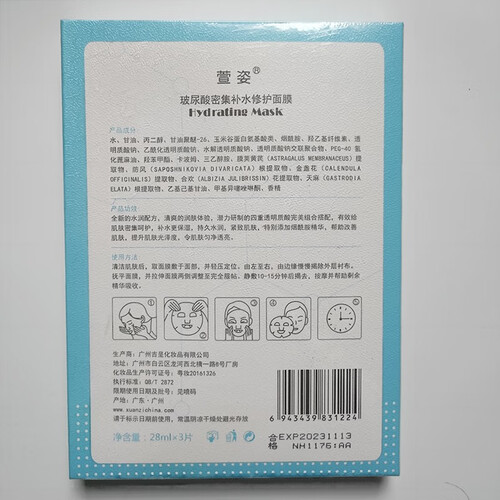 萱姿®
玻尿酸密集补水修护面膜
Hydrating Mask
产品成分
水、甘油、丙二醇、甘油聚醚-26、玉米谷蛋白氨基酸类、烟酰胺、羟乙基纤维素、透
明质酸钠、乙酰化透明质酸钠、水解透明质酸钠、透明质酸钠交联聚合物、PEG-40 氢
化蓖麻油、羟苯甲酯、卡波姆、三乙醇胺、膜荚黄芪(ASTRAGALUS MEMBRANACEUS)提
取物、防风(SAPOSHNIKOVIA DIVARICATA)根提取物、金盏花(CALENDULA
OFFICINALIS)提取物、合欢(ALBIZIA JULIBRISSIN)花提取物、天麻(GASTRODIA
ELATA)根提取物、乙基己基甘油、甲基异噻唑啉酮、香精
产品功效
全新的水润配方,清爽的润肤体验,潜力研制的四重透明质酸完美组合搭配,有效给
肌肤密集呵护,补水更保湿,持久水润,紧致肌肤,特别添加烟酰胺精华,帮助改善
肌肤,提升肌肤光泽度,令肌肤匀净透亮。
使用方法
清洁肌肤后,取面膜敷于面部,并轻压定位,由左至右,由边缘慢慢揭除外层衬布。
抚平面膜,并拉伸面膜两侧调整至完全服帖。静敷10-15分钟后揭去,按摩并帮助剩余
精华吸收。
① ② ③ ④ ⑤
生产商:广州言是化妆品有限公司
地址:广州市白云区龙河西北横一路8号厂房
化妆品生产许可证号:粤妆20161326
执行标准:QB/T 2872
限期使用日期及批号:见喷码
产地:广东·广州
www.xuanzichina.com
请于标示日期前使用,常温阴凉干燥处避光存放
净含量:28ml×3片
6 943439 831224
合格 EXP20231113
NH1176:AA